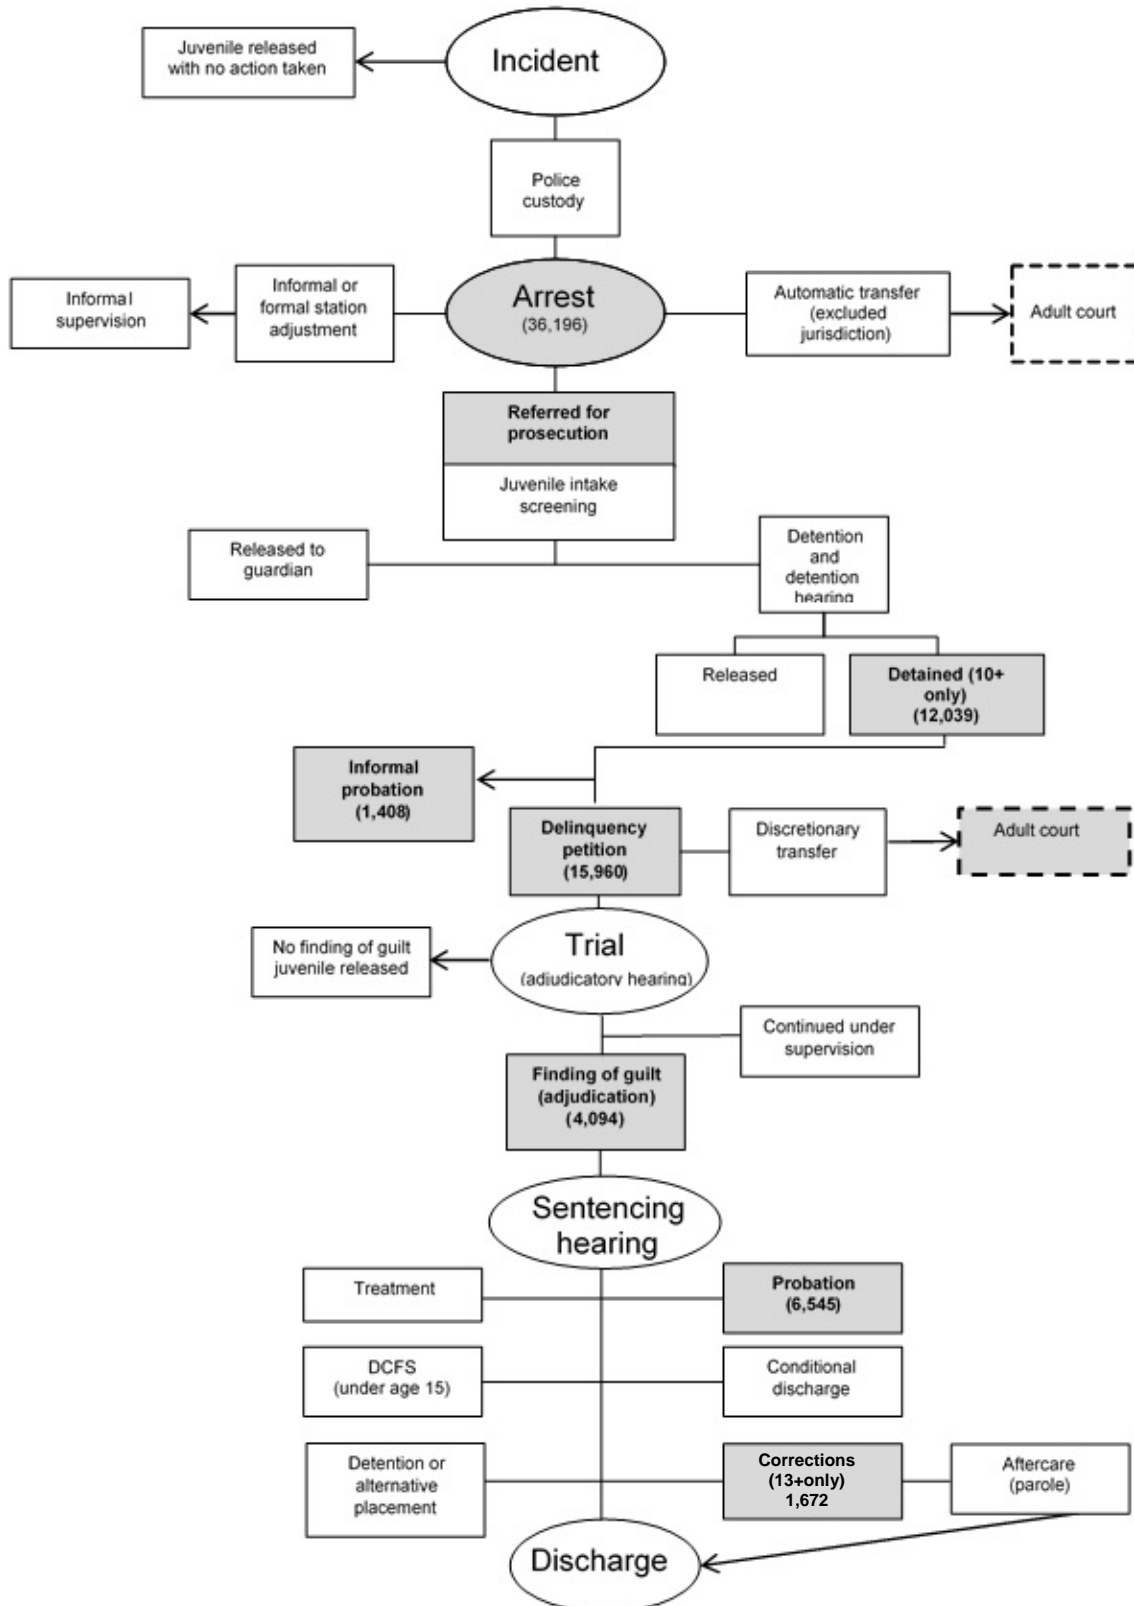 Incident
Juvenile released
with no action taken
Police
custody
Arrest
(36,196)
Informal
supervision
Informal or
formal station
adjustment
Automatic transfer
(excluded
jurisdiction)
Adult court
Referred for
prosecution
Juvenile intake
screening
Released to
guardian
Detention
and
detention
hearing
Released
Detained (10+
only)
(12,039)
Informal
probation
(1,408)
Delinquency
petition
(15,960)
Discretionary
transfer
Adult court
No finding of guilt
juvenile released
Trial
(adjudicatory hearing)
Continued under
supervision
Finding of guilt
(adjudication)
(4,094)
Sentencing
hearing
Treatment
Probation
(6,545)
DCFS
(under age 15)
Conditional
discharge
Detention or
alternative
placement
Corrections
(13+only)
1,672
Aftercare
(parole)
Discharge